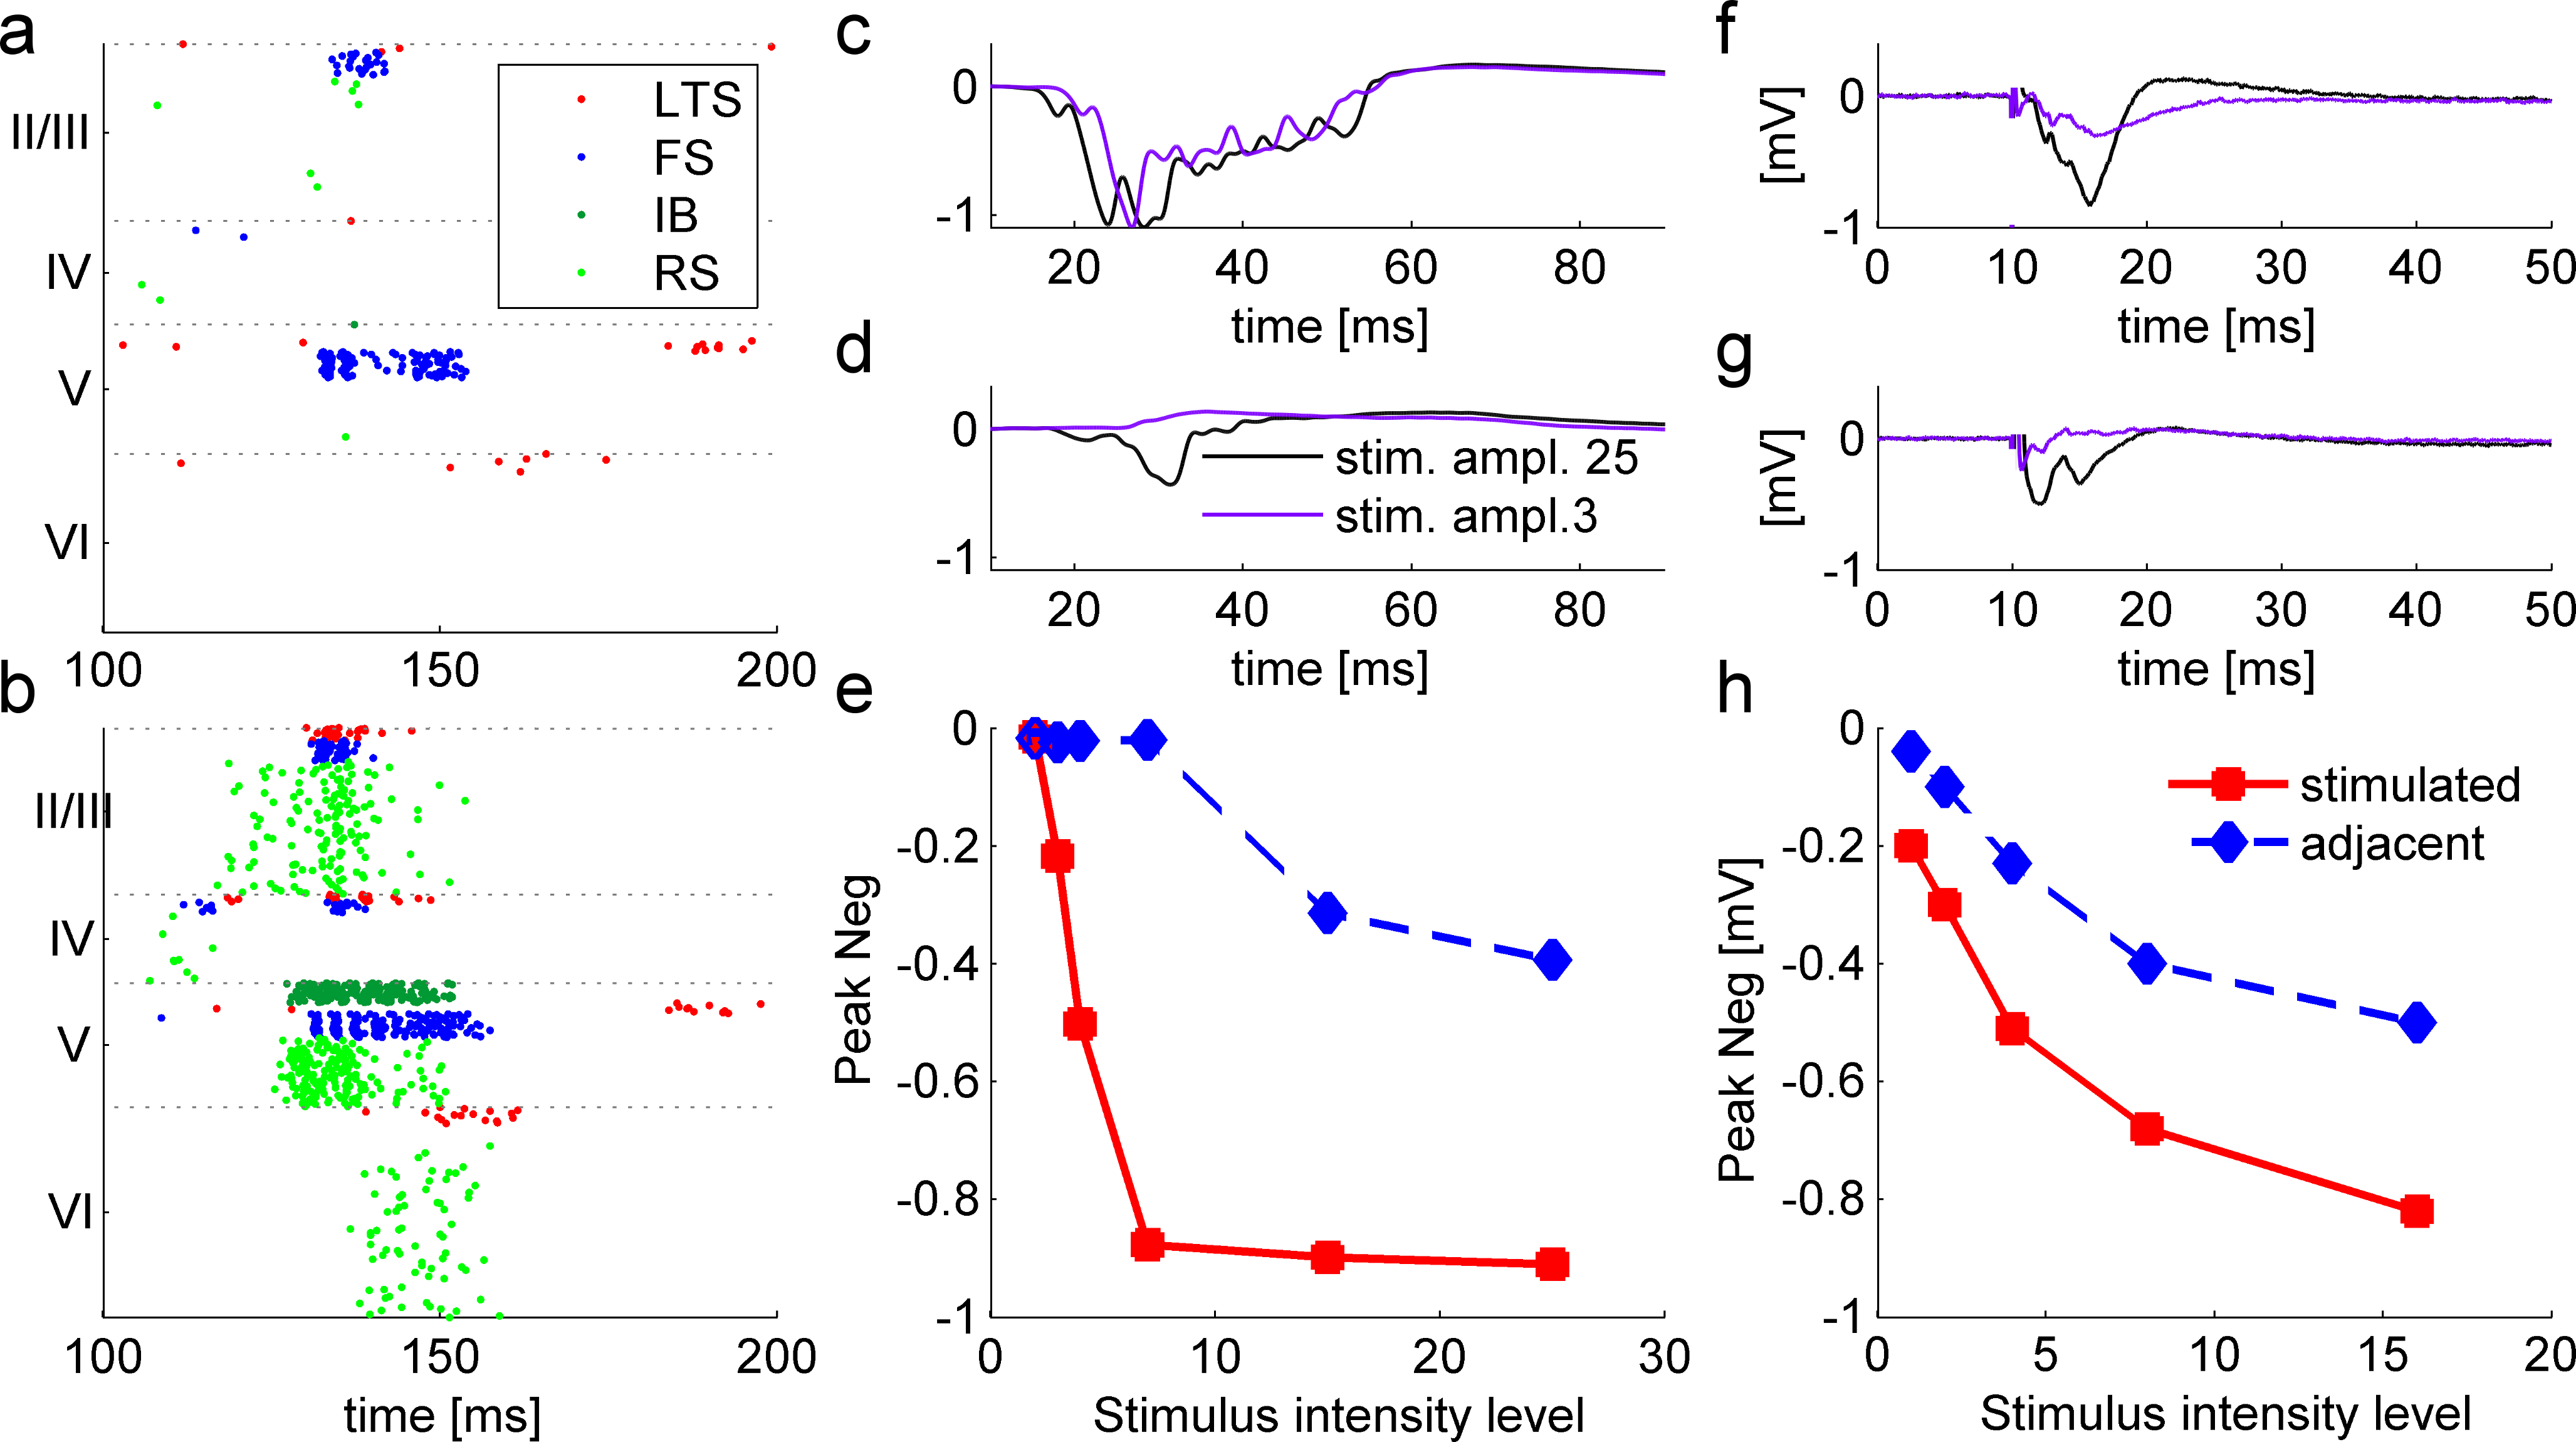 a
II/III
IV
V
VI
LTS
FS
IB
RS
100 150 200
b
II/III
IV
V
VI
100 150 200
time [ms]
c
0
-1
20 40 60 80
time [ms]
d
0
-1
stim. ampl. 25
stim. ampl.3
20 40 60 80
time [ms]
e
0
-0.2
-0.4
-0.6
-0.8
-1
Peak Neg
0 10 20 30
Stimulus intensity level
f
0
-1
[mV]
0 10 20 30 40 50
time [ms]
g
0
-1
[mV]
0 10 20 30 40 50
time [ms]
h
0
-0.2
-0.4
-0.6
-0.8
-1
Peak Neg [mV]
stimulated
adjacent
0 5 10 15 20
Stimulus intensity level